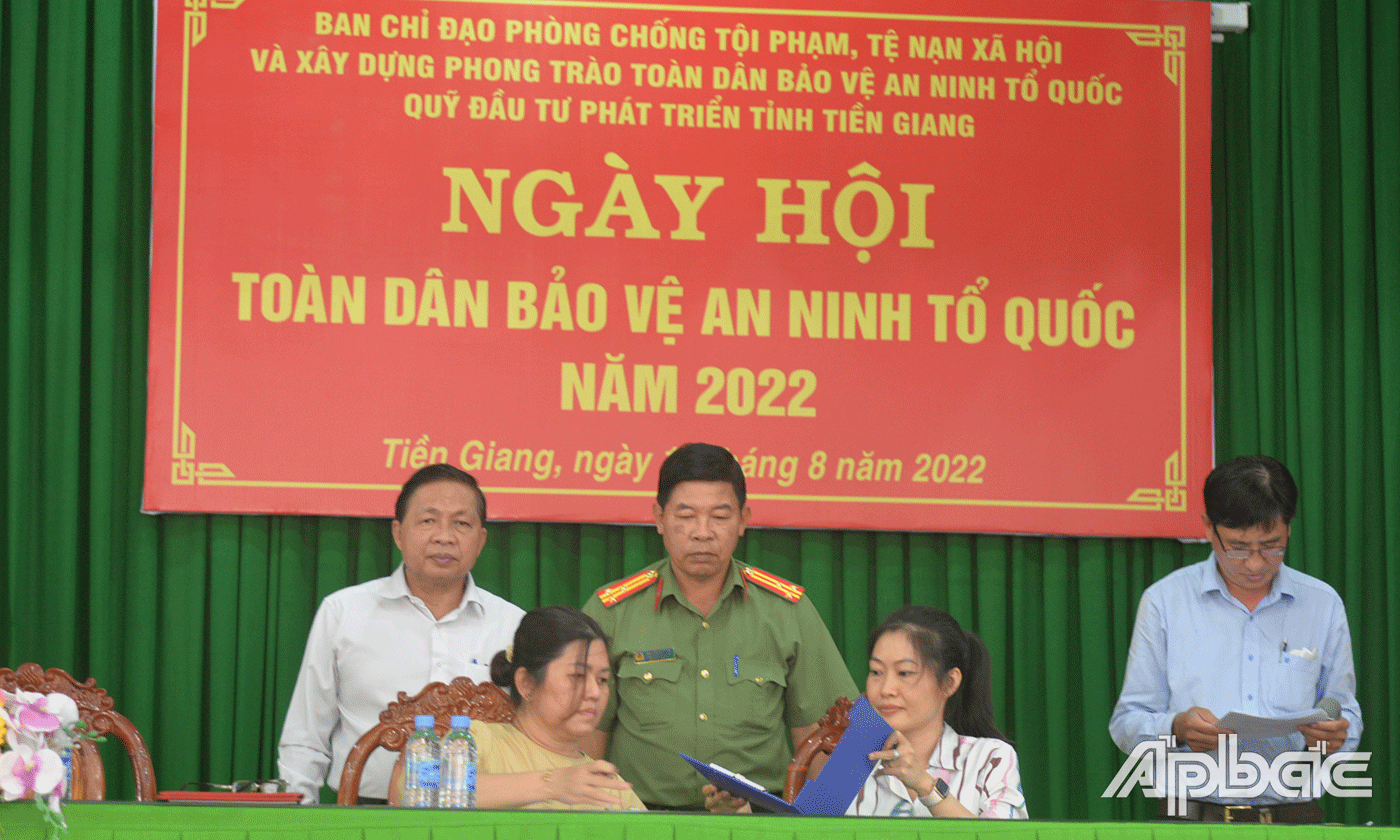 BAN CHỈ ĐẠO PHÒNG CHỐNG TỘI PHẠM, TỆ NẠN XÃ HỘI
VÀ XÂY DỰNG PHONG TRÀO TOÀN DÂN BẢO VỆ AN NINH TỔ QUỐC
QUỸ ĐẦU TƯ PHÁT TRIỂN TỈNH TIỀN GIANG
NGÀY HỘI
TOÀN DÂN BẢO VỆ AN NINH TỔ QUỐC
NĂM 2022
Tiền Giang, ngày 8 năm 2022
Apbac